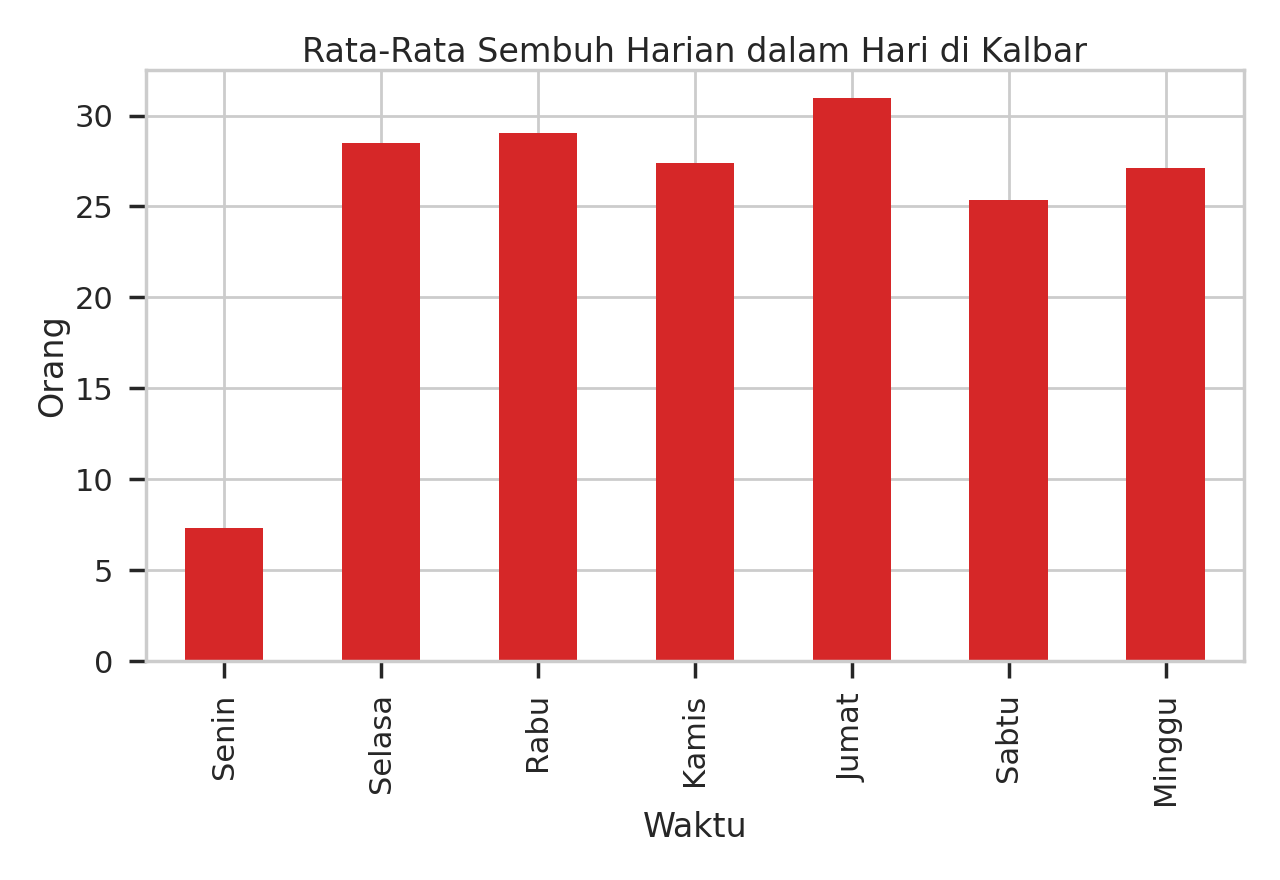 Rata-Rata Sembuh Harian dalam Hari di Kalbar
30
25
20
15
10
5
0
Orang
Senin
Selasa
Rabu
Kamis
Jumat
Sabtu
Minggu
Waktu